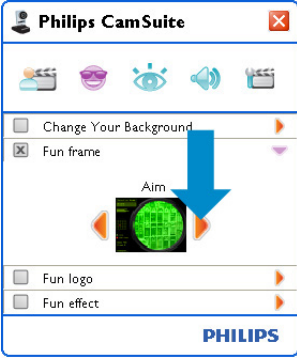 Philips CamSuite
Change Your Background
Fun frame
Aim
Fun logo
Fun effect
PHILIPS